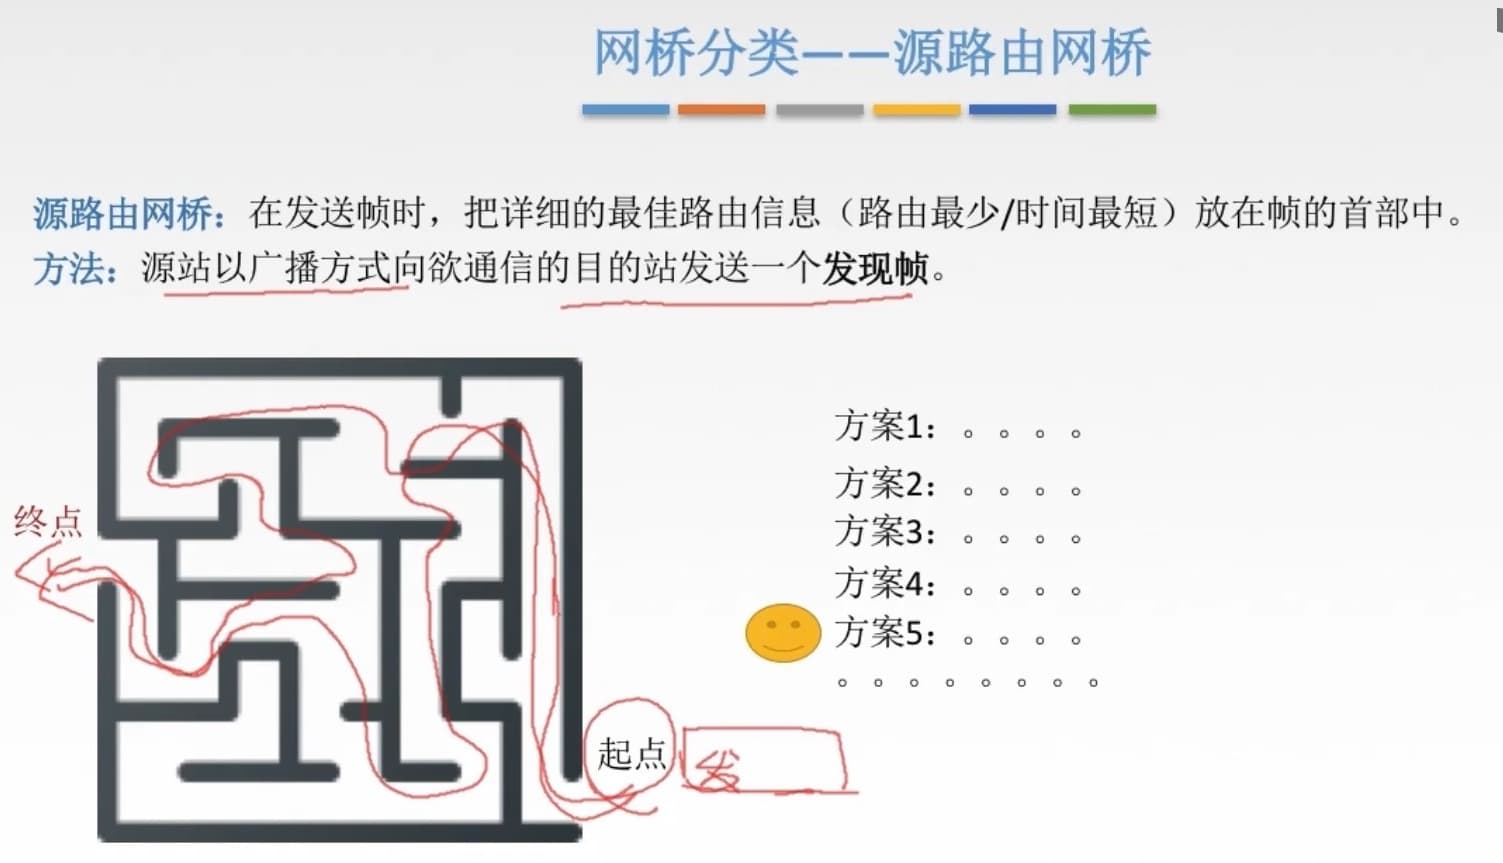 网桥分类——源路由网桥
源路由网桥：在发送帧时，把详细的最佳路由信息（路由最少/时间最短）放在帧的首部中。
方法：源站以广播方式向欲通信的目的站发送一个发现帧。
方案1：。。。。
方案2：。。。。
终点
方案3：。。。。
方案4：。。。。
方案5：。。。。
。。。。。。。。
起点
发